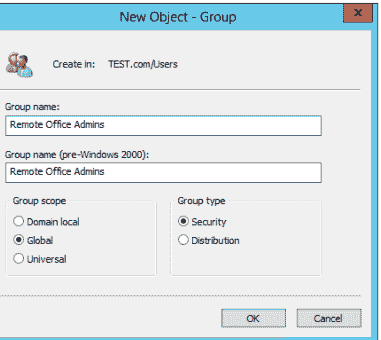 New Object - Group
x
Create in: TEST.com/Users
Group name:
Remote Office Admins
Group name (pre-Windows 2000):
Remote Office Admins
Group scope
Domain local
Global
Universal
Group type
Security
Distribution
OK
Cancel